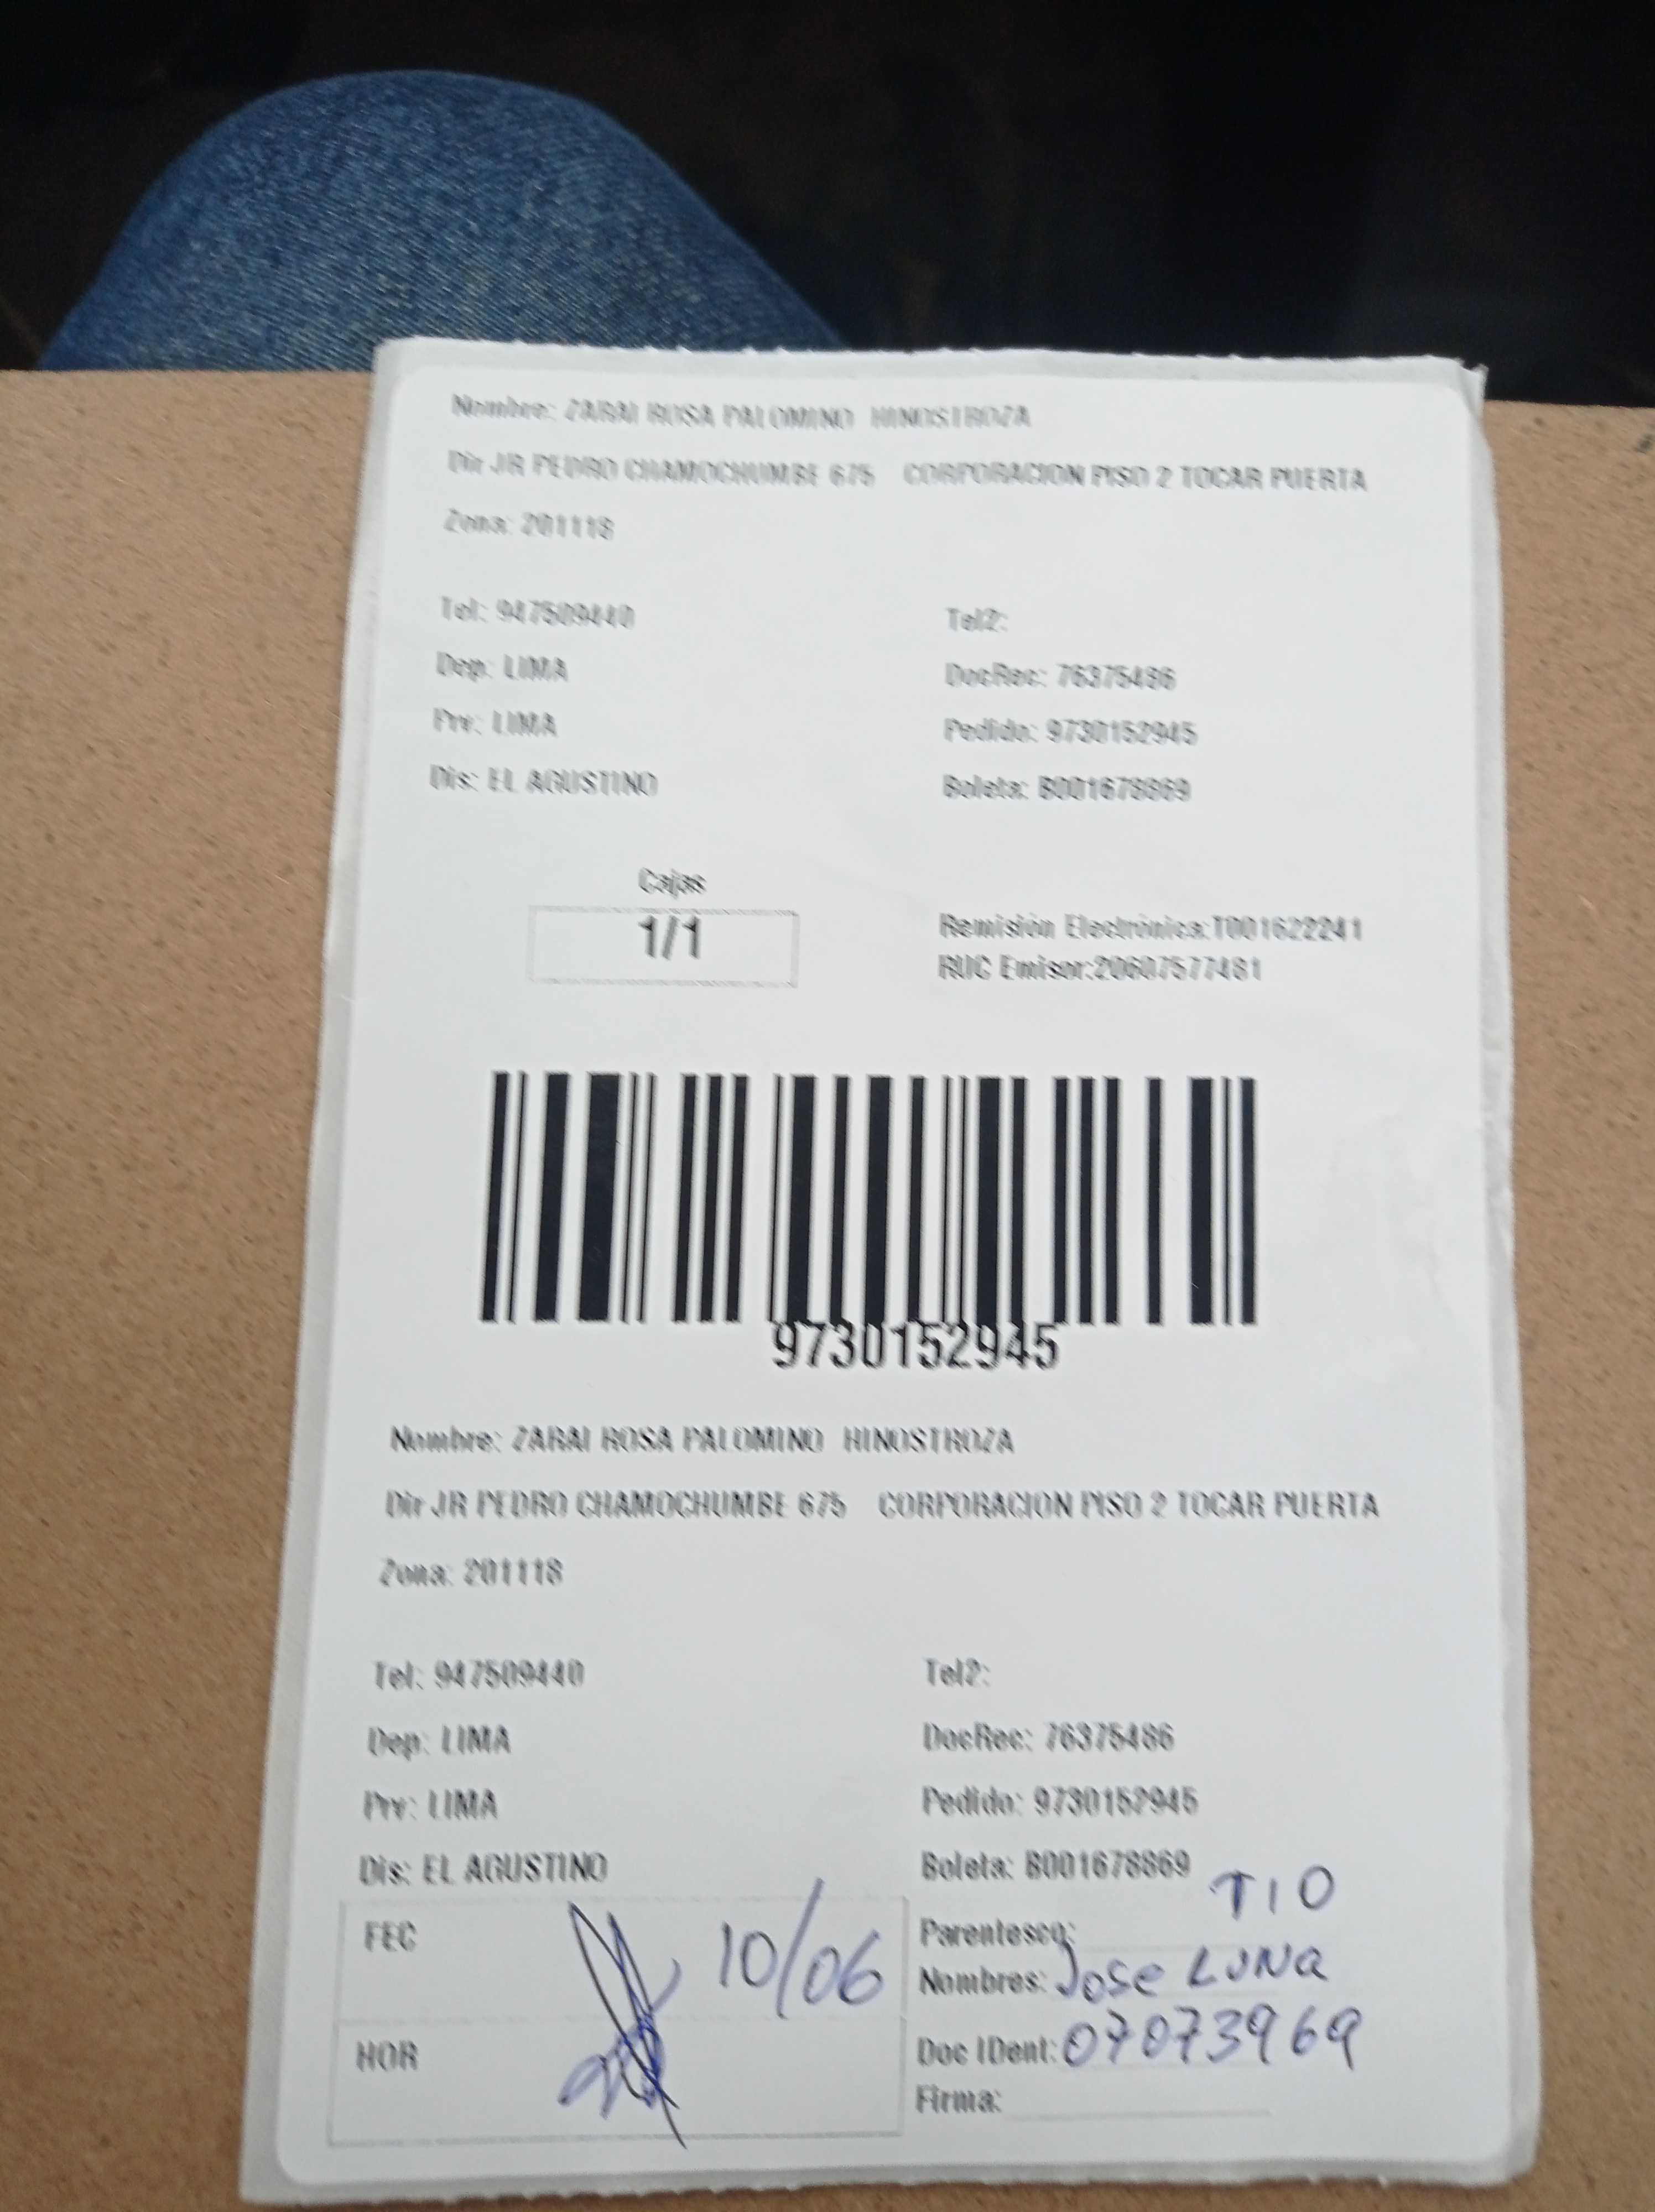 Nombre: ZARAI ROSA PALOMINO HINOSTROZA
Dir JR PEDRO CHAMOCHUMBE 675 CORPORACION PISO 2 TOCAR PUERTA
Zona: 201118
Tel: 947509440 Tel2:
Dep: LIMA DocRec: 76375486
Prv: LIMA Pedido: 9730152945
Dis: EL AGUSTINO Boleta: B001678869
Cajas
1/1
Remisión Electrónica:T001622241
RUC Emisor:20607577481
9730152945
Nombre: ZARAI ROSA PALOMINO HINOSTROZA
Dir JR PEDRO CHAMOCHUMBE 675 CORPORACION PISO 2 TOCAR PUERTA
Zona: 201118
Tel: 947509440 Tel2:
Dep: LIMA DocRec: 76375486
Prv: LIMA Pedido: 9730152945
Dis: EL AGUSTINO Boleta: B001678869
FEC 10/06
HOR
Parentesco: TIO
Nombres: Jose LUNa
Doc IDent: 07073969
Firma: